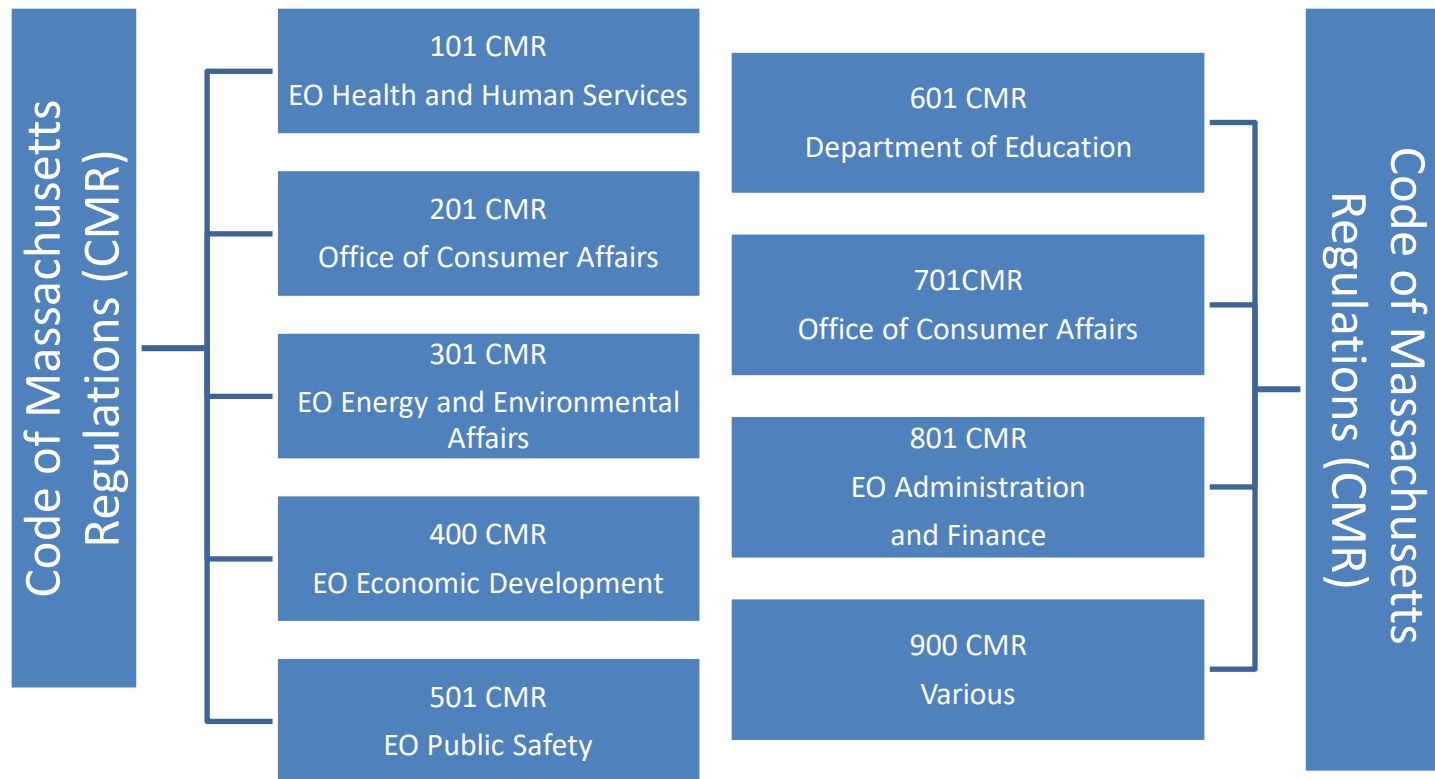 Code of Massachusetts
Regulations (CMR)
101 CMR
EO Health and Human Services
201 CMR
Office of Consumer Affairs
301 CMR
EO Energy and Environmental
Affairs
400 CMR
EO Economic Development
501 CMR
EO Public Safety
601 CMR
Department of Education
701CMR
Office of Consumer Affairs
801 CMR
EO Administration
and Finance
900 CMR
Various
Code of Massachusetts
Regulations (CMR)